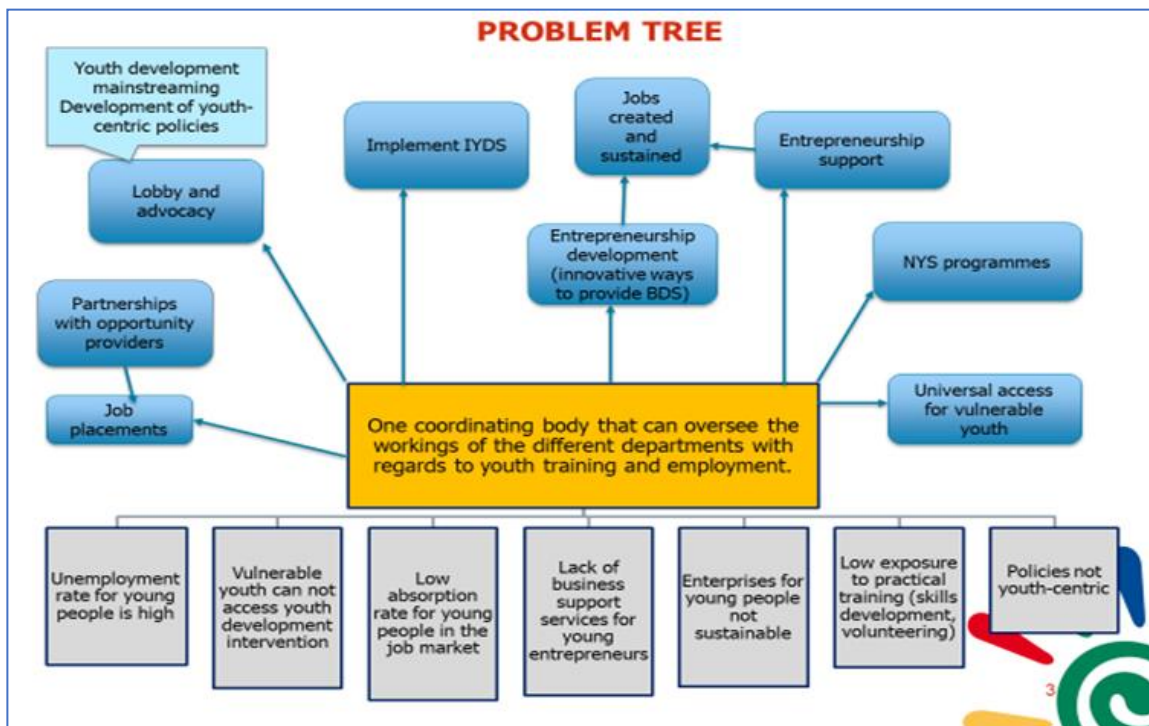 PROBLEM TREE
Youth development
mainstreaming
Development of youth-
centric policies
Lobby and
advocacy
Implement IYDS
Jobs
created
and
sustained
Entrepreneurship
support
Entrepreneurship
development
(innovative ways
to provide BDS)
NYS programmes
Partnerships
with opportunity
providers
Job
placements
Universal access
for vulnerable
youth
One coordinating body that can oversee the
workings of the different departments with
regards to youth training and employment.
Unemployment
rate for young
people is high
Vulnerable
youth can not
access youth
development
intervention
Low
absorption
rate for young
people in the
job market
Lack of
business
support
services for
young
entrepreneurs
Enterprises for
young people
not
sustainable
Low exposure
to practical
training (skills
development,
volunteering)
Policies not
youth-centric
3